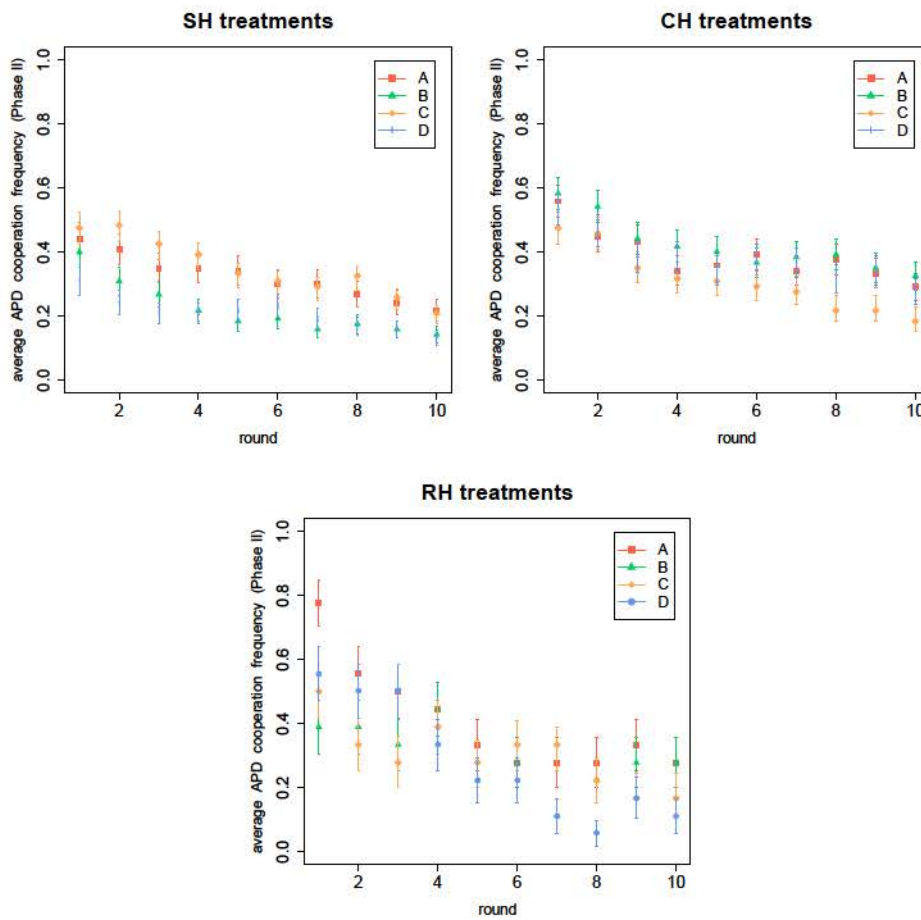 SH treatments
average APD cooperation frequency (Phase II)
1.0
0.8
0.6
0.4
0.2
0.0
A
B
C
D
2
4
6
8
10
round
CH treatments
average APD cooperation frequency (Phase II)
1.0
0.8
0.6
0.4
0.2
0.0
A
B
C
D
2
4
6
8
10
round
RH treatments
average APD cooperation frequency (Phase II)
1.0
0.8
0.6
0.4
0.2
0.0
A
B
C
D
2
4
6
8
10
round